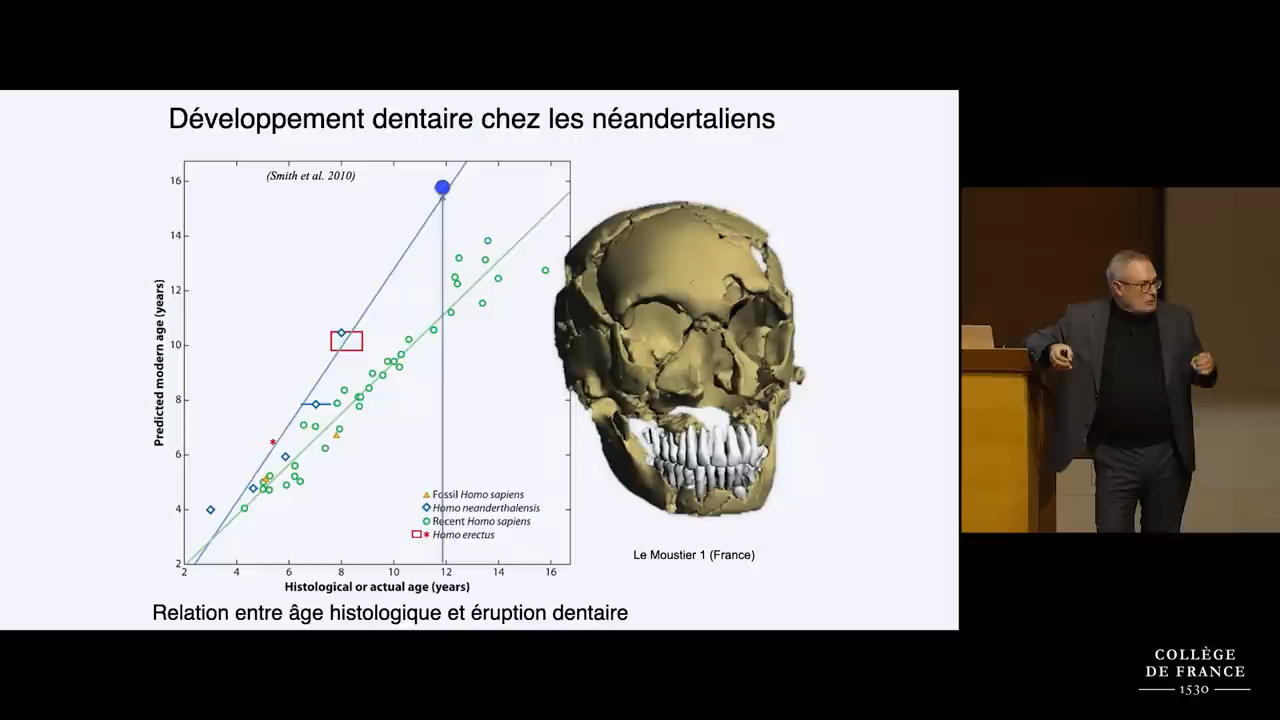 Développement dentaire chez les néandertaliens
(Smith et al. 2010)
16
14
12
10
8
6
4
2
Predicted modern age (years)
Fossil Homo sapiens
Homo neanderthalensis
Recent Homo sapiens
Homo erectus
2 4 6 8 10 12 14 16
Histological or actual age (years)
Le Moustier 1 (France)
Relation entre âge histologique et éruption dentaire
COLLÈGE
DE FRANCE
1530